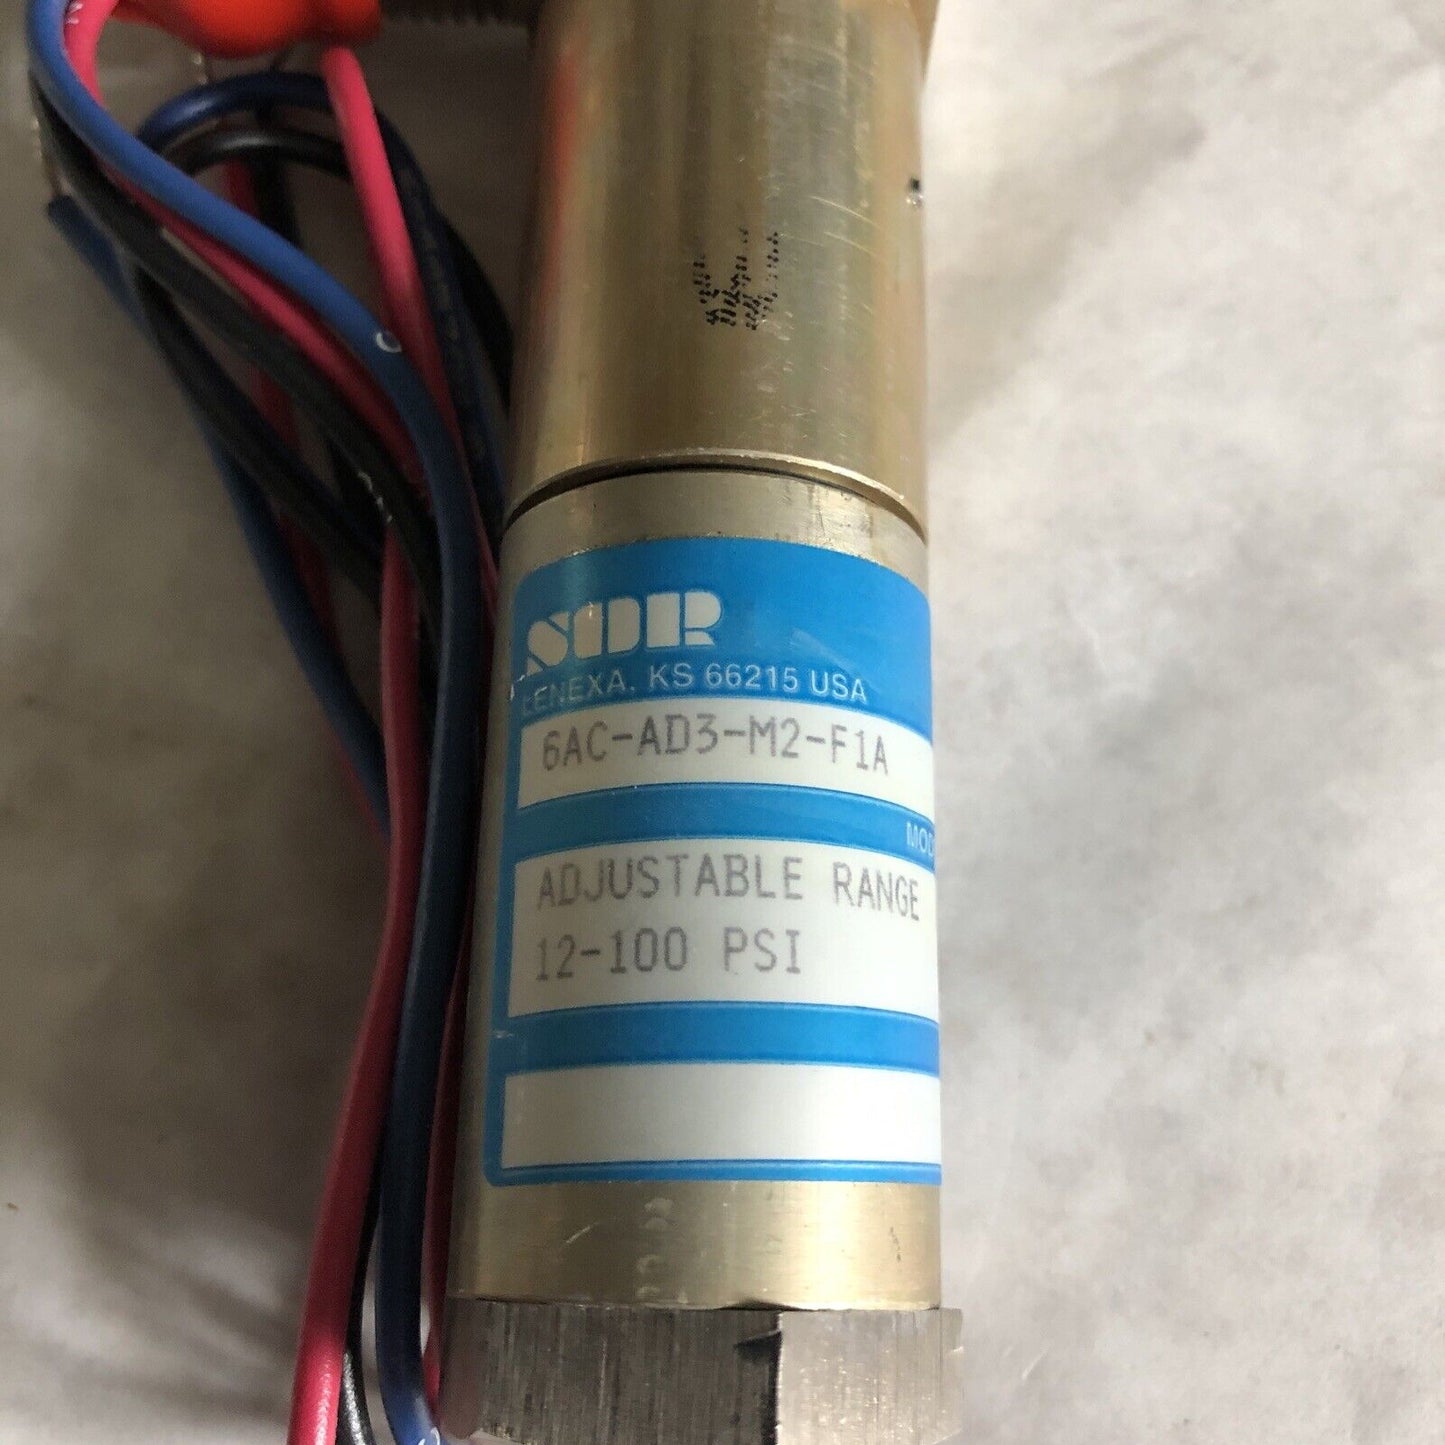 SOR
LENEXA, KS 66215 USA
6AC-AD3-M2-F1A
ADJUSTABLE RANGE
12-100 PSI